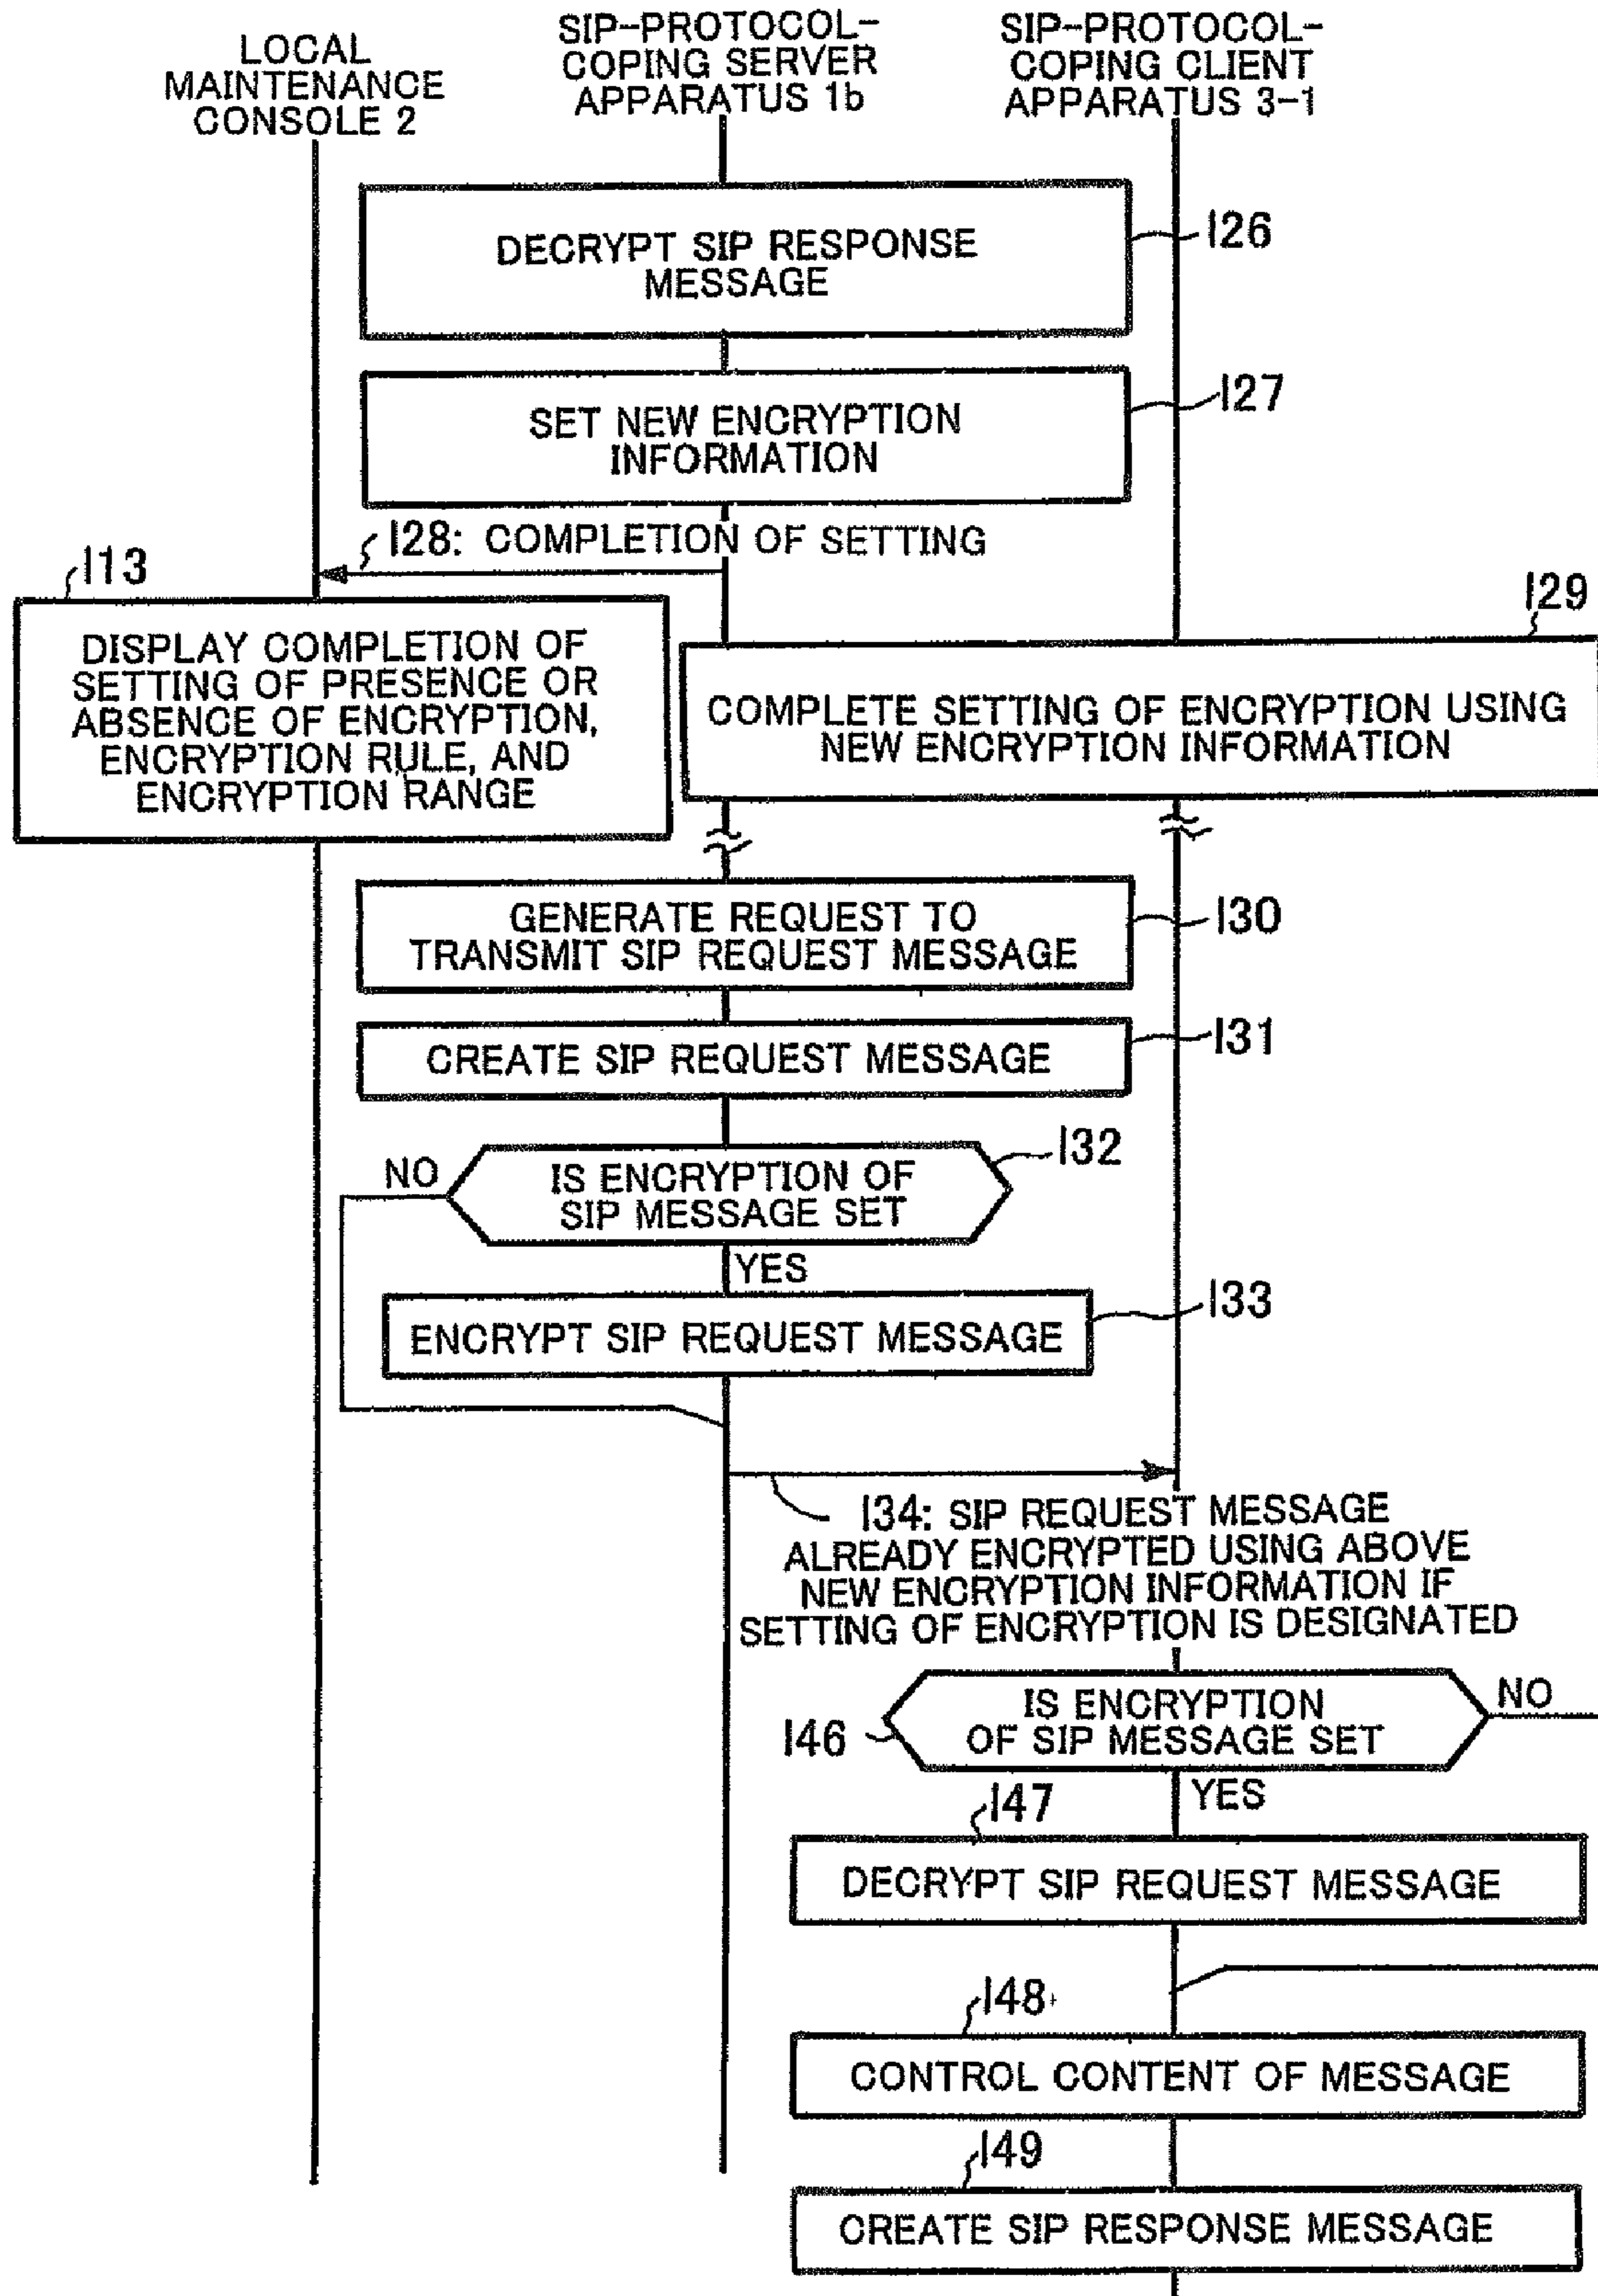 LOCAL
MAINTENANCE
CONSOLE 2
SIP-PROTOCOL-
COPING SERVER
APPARATUS 1b
SIP-PROTOCOL-
COPING CLIENT
APPARATUS 3-1
DECRYPT SIP RESPONSE
MESSAGE
126
SET NEW ENCRYPTION
INFORMATION
127
128: COMPLETION OF SETTING
113
DISPLAY COMPLETION OF
SETTING OF PRESENCE OR
ABSENCE OF ENCRYPTION,
ENCRYPTION RULE, AND
ENCRYPTION RANGE
129
COMPLETE SETTING OF ENCRYPTION USING
NEW ENCRYPTION INFORMATION
GENERATE REQUEST TO
TRANSMIT SIP REQUEST MESSAGE
130
CREATE SIP REQUEST MESSAGE
131
NO
IS ENCRYPTION OF
SIP MESSAGE SET
132
YES
ENCRYPT SIP REQUEST MESSAGE
133
134: SIP REQUEST MESSAGE
ALREADY ENCRYPTED USING ABOVE
NEW ENCRYPTION INFORMATION IF
SETTING OF ENCRYPTION IS DESIGNATED
IS ENCRYPTION
OF SIP MESSAGE SET
NO
146
YES
147
DECRYPT SIP REQUEST MESSAGE
148
CONTROL CONTENT OF MESSAGE
149
CREATE SIP RESPONSE MESSAGE